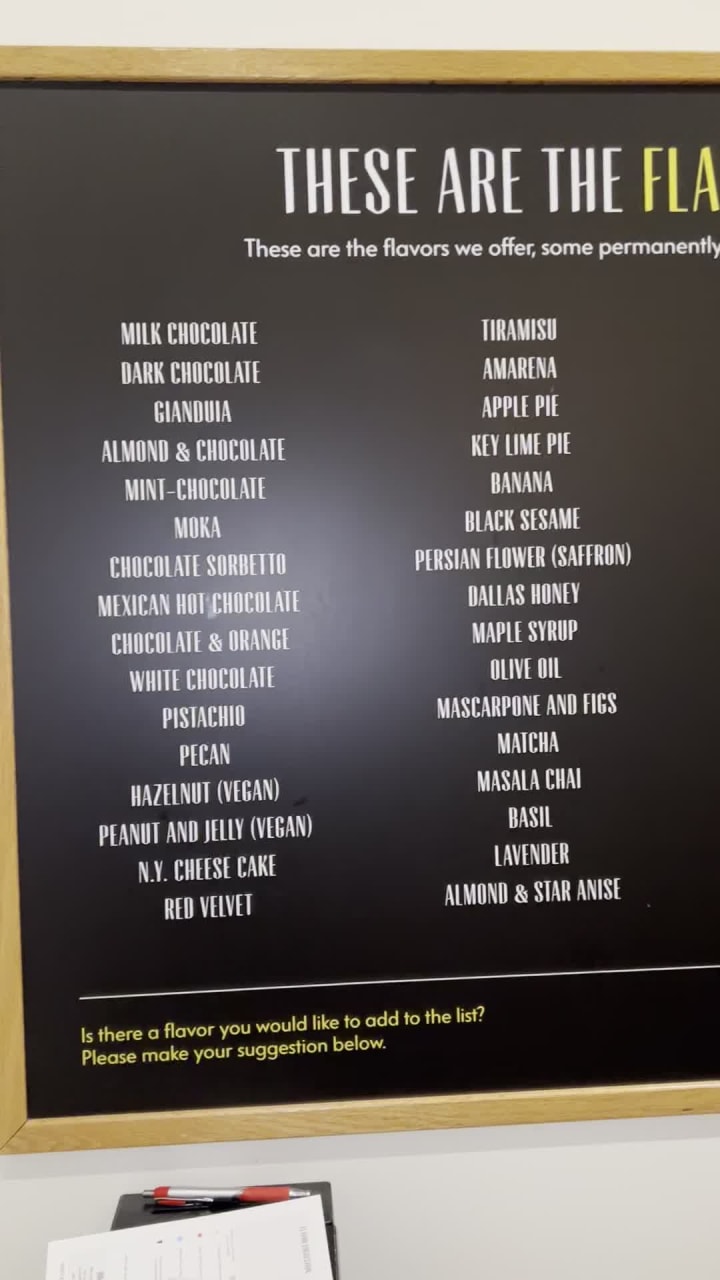 THESE ARE THE FLA
These are the flavors we offer, some permanently
MILK CHOCOLATE
DARK CHOCOLATE
GIANDUIA
ALMOND & CHOCOLATE
MINT-CHOCOLATE
MOKA
CHOCOLATE SORBETTO
MEXICAN HOT CHOCOLATE
CHOCOLATE & ORANGE
WHITE CHOCOLATE
PISTACHIO
PECAN
HAZELNUT (VEGAN)
PEANUT AND JELLY (VEGAN)
N.Y. CHEESE CAKE
RED VELVET
TIRAMISU
AMARENA
APPLE PIE
KEY LIME PIE
BANANA
BLACK SESAME
PERSIAN FLOWER (SAFFRON)
DALLAS HONEY
MAPLE SYRUP
OLIVE OIL
MASCARPONE AND FIGS
MATCHA
MASALA CHAI
BASIL
LAVENDER
ALMOND & STAR ANISE
Is there a flavor you would like to add to the list?
Please make your suggestion below.